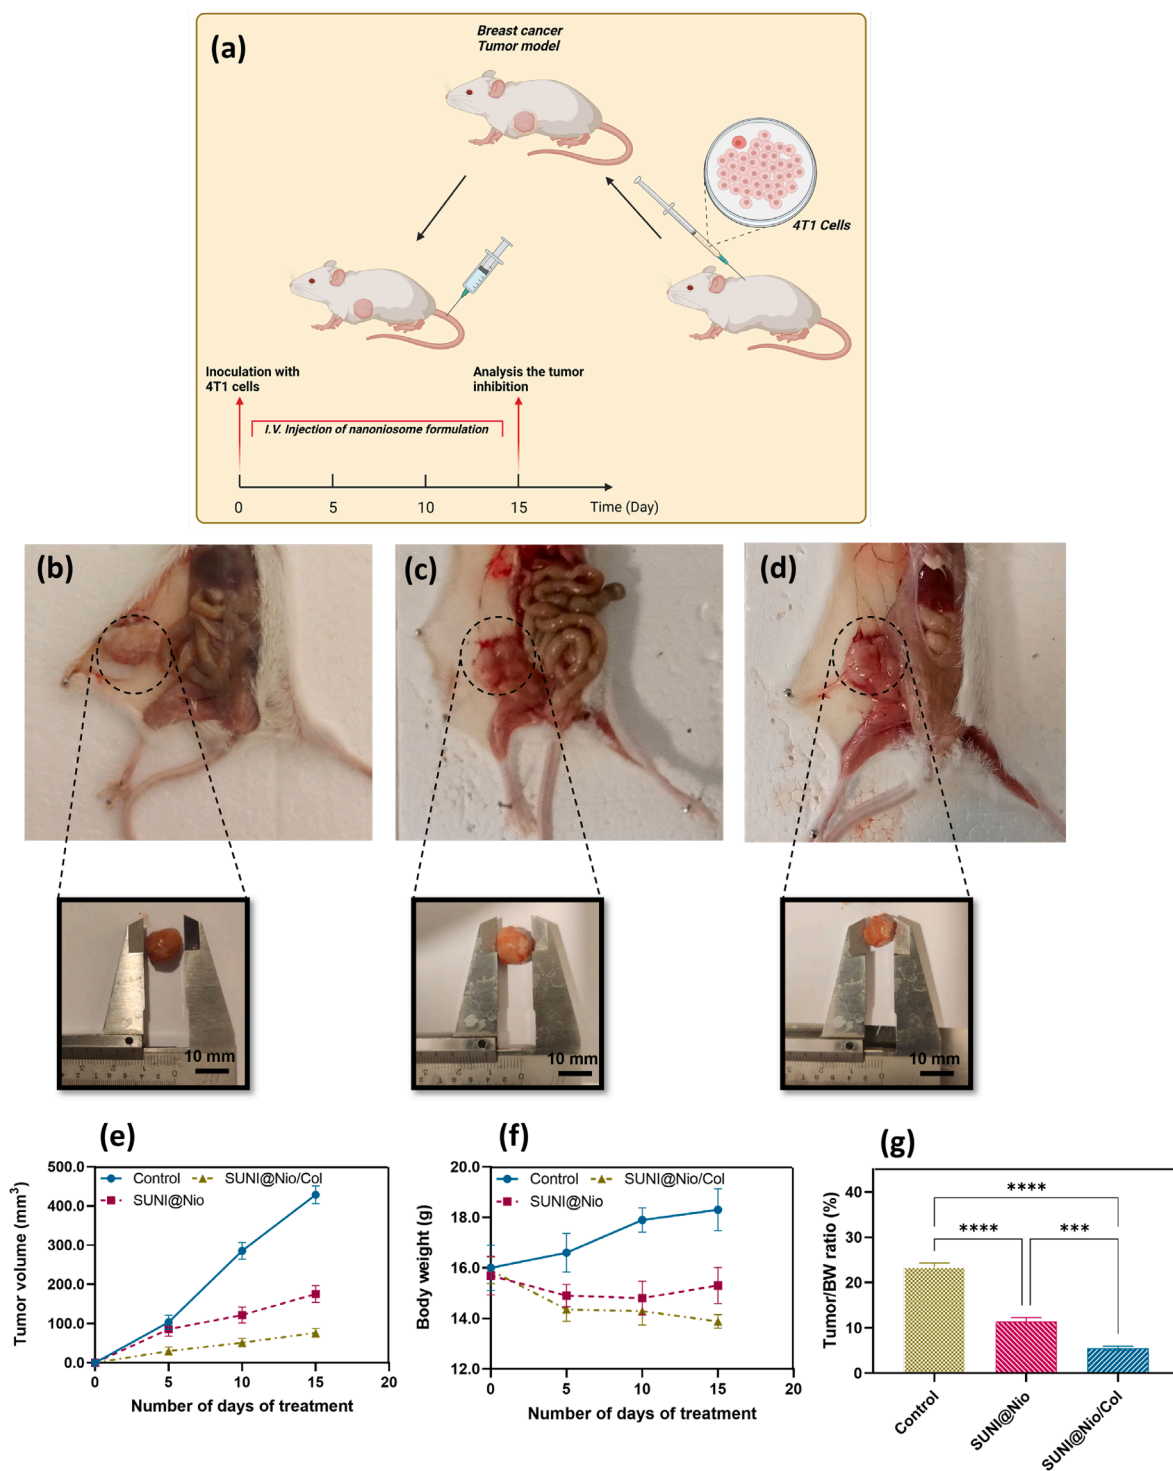 (a)
Breast cancer
Tumor model
4T1 Cells
Inoculation with
4T1 cells
Analysis the tumor
inhibition
I.V. Injection of nanoniosome formulation
0 5 10 15 Time (Day)
(b)
(c)
(d)
10 mm
10 mm
10 mm
(e)
500.0
400.0
300.0
200.0
100.0
0.0
Tumor volume (mm³)
Control
SUNI@Nio/Col
SUNI@Nio
0 5 10 15 20
Number of days of treatment
(f)
20.0
18.0
16.0
14.0
12.0
Body weight (g)
Control
SUNI@Nio/Col
SUNI@Nio
0 5 10 15 20
Number of days of treatment
(g)
40
30
20
10
0
Tumor/BW ratio (%)
****
****
***
Control
SUNI@Nio
SUNI@Nio/Col